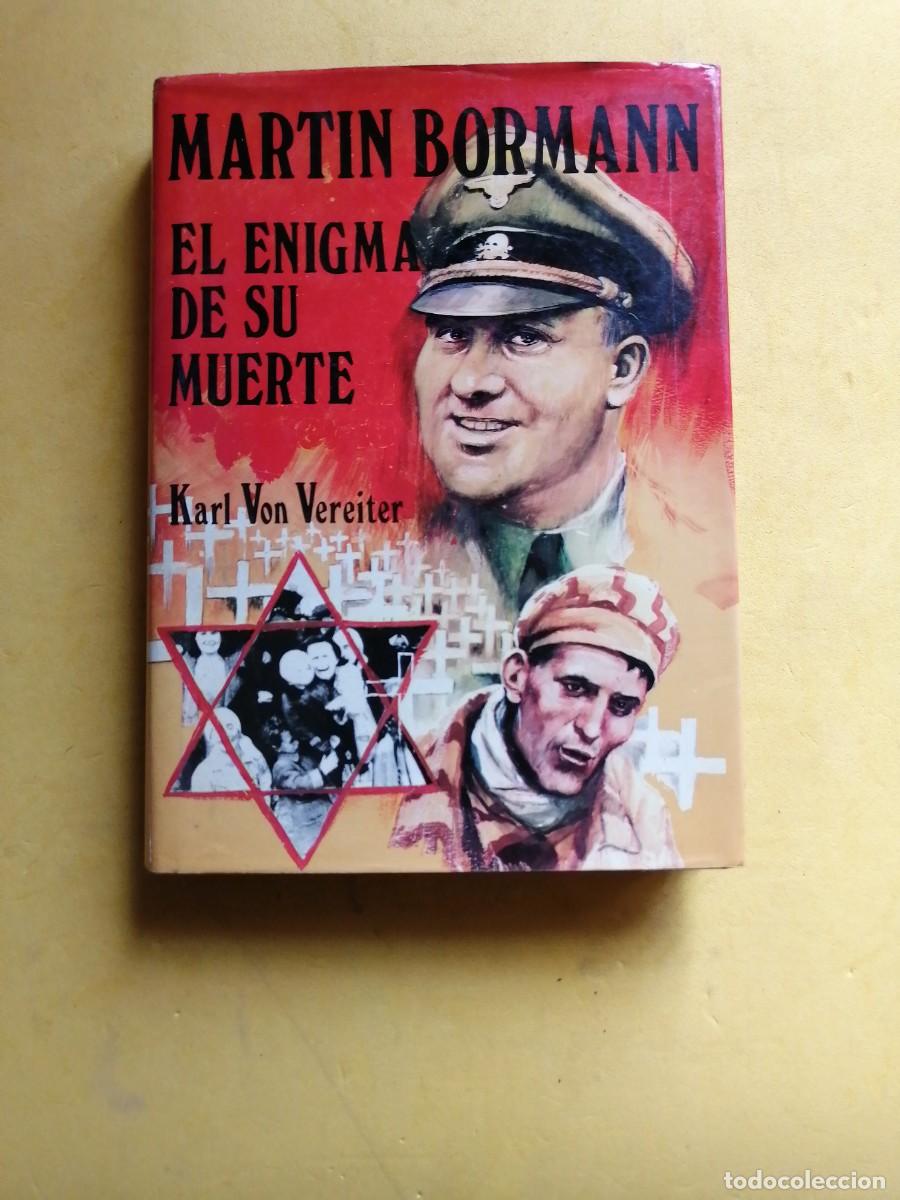 MARTIN BORMANN
EL ENIGMA
DE SU
MUERTE
Karl Von Vereiter
todocoleccion